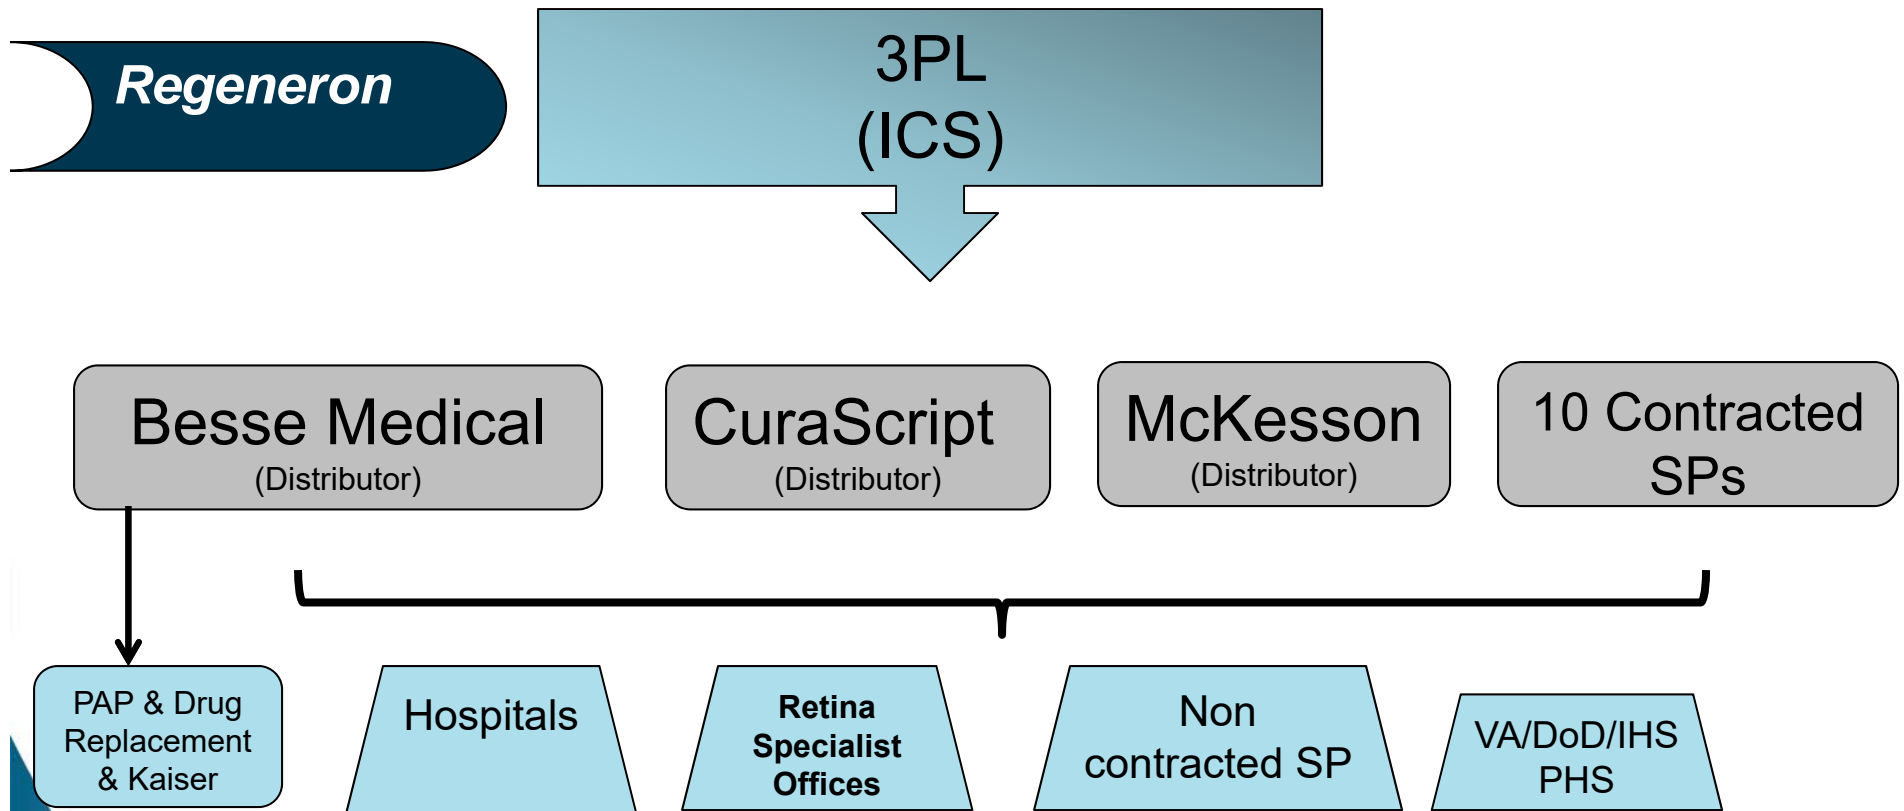 Regeneron
3PL
(ICS)
Besse Medical
(Distributor)
CuraScript
(Distributor)
McKesson
(Distributor)
10 Contracted
SPs
PAP & Drug
Replacement
& Kaiser
Hospitals
Retina
Specialist
Offices
Non
contracted SP
VA/DoD/IHS
PHS